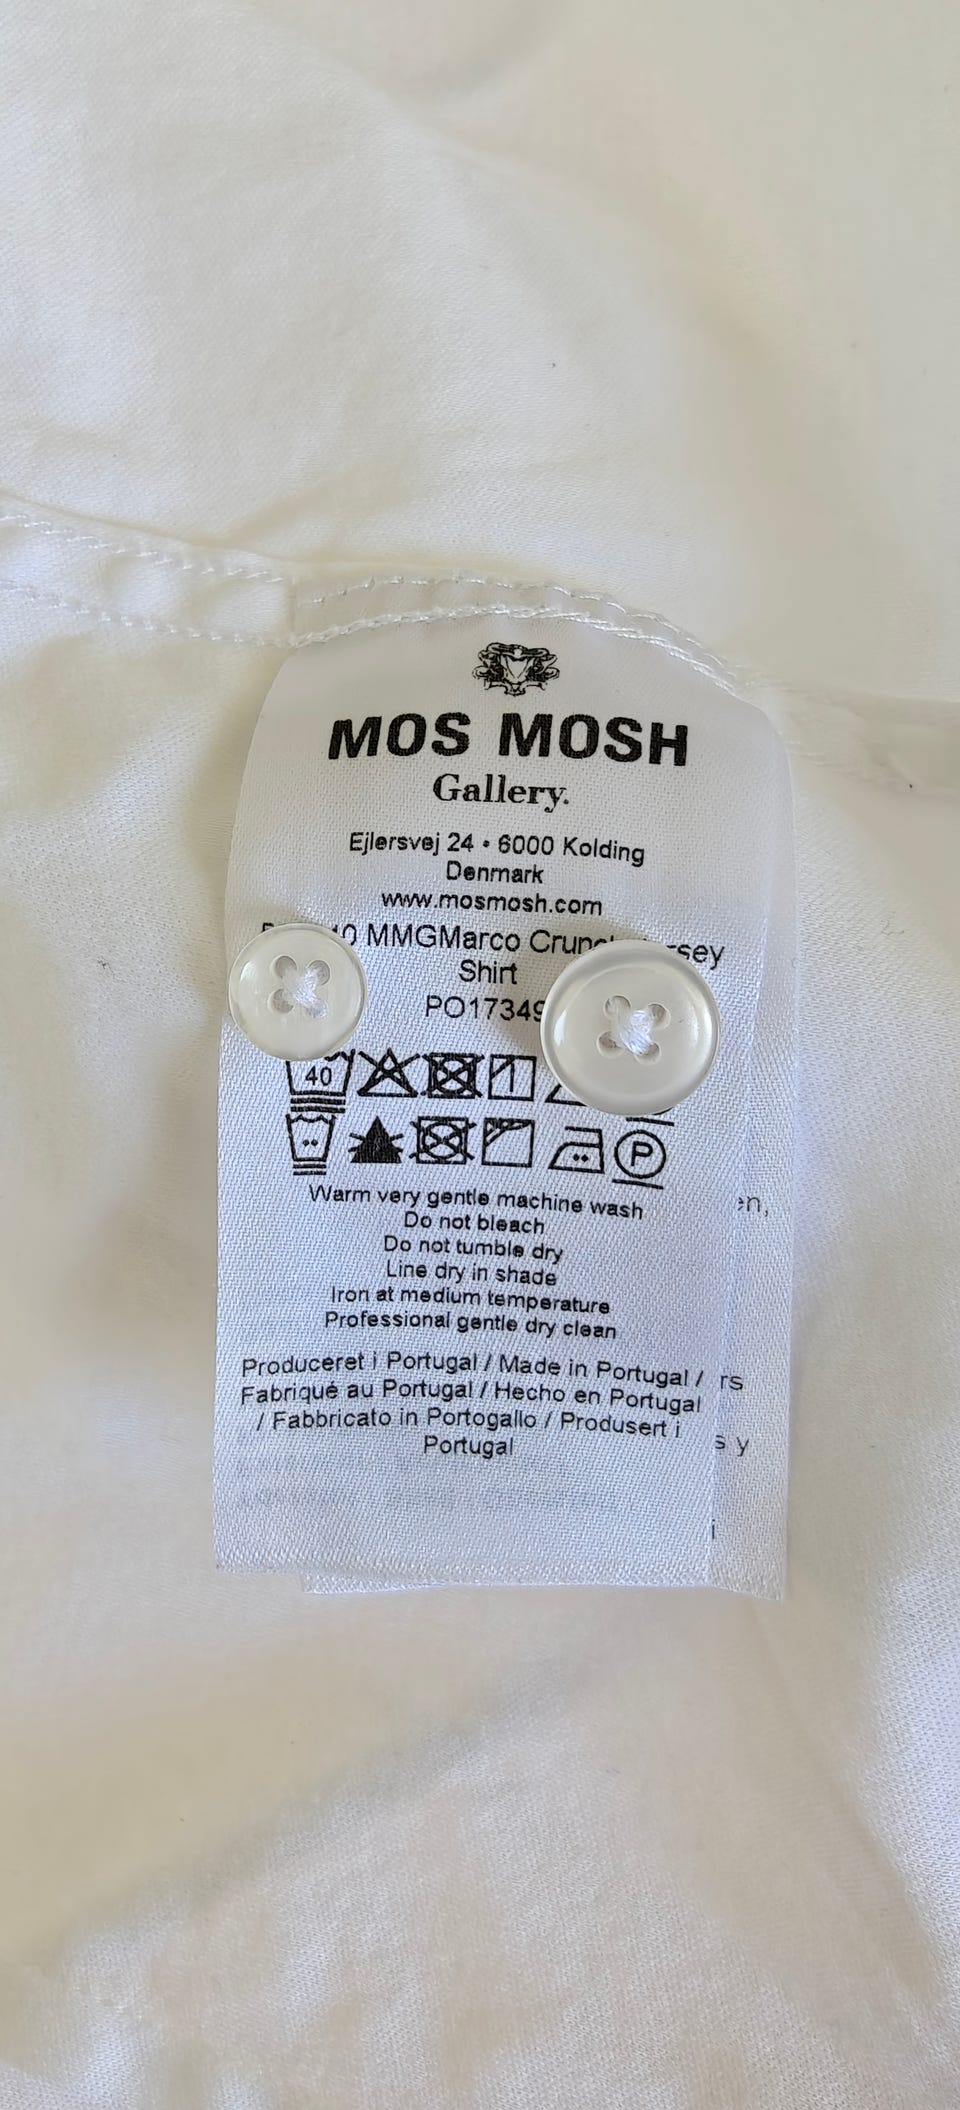 MOS MOSH
Gallery.
Ejlersvej 24 • 6000 Kolding
Denmark
www.mosmosh.com
MMGMarco
Shirt
40
P
Warm very gentle machine wash
Do not bleach
Do not tumble dry
Line dry in shade
Iron at medium temperature
Professional gentle dry clean
Produceret i Portugal / Made in Portugal /
Fabriqué au Portugal / Hecho en Portugal
/ Fabbricato in Portogallo / Produsert i
Portugal